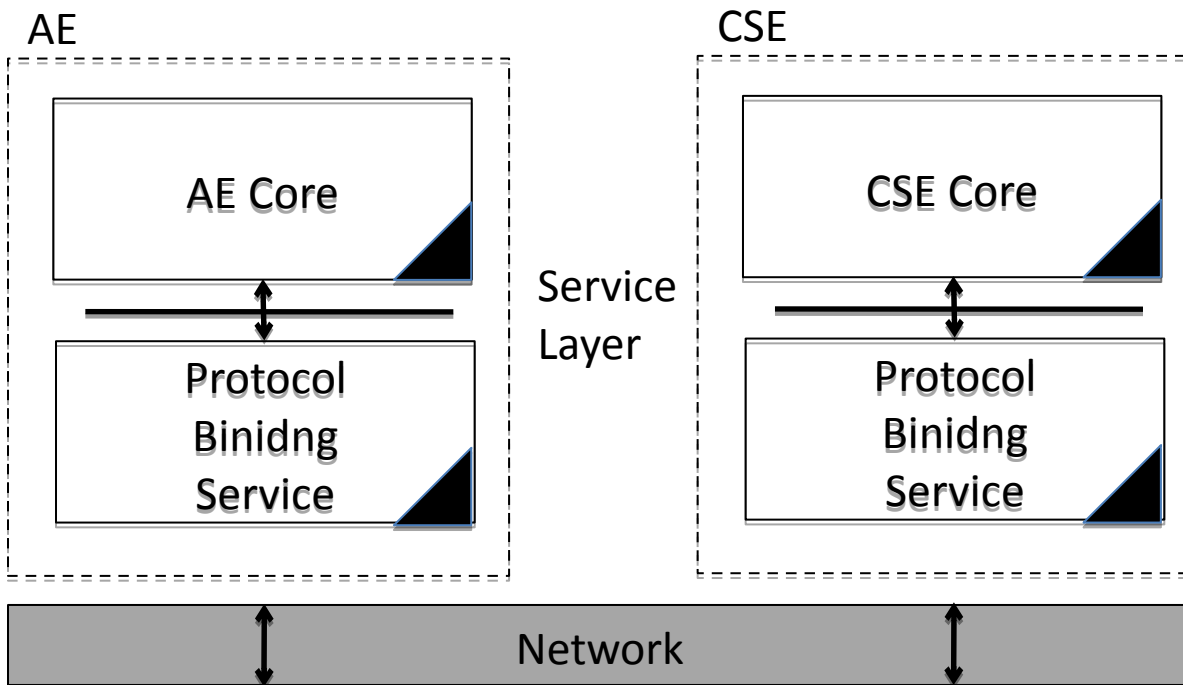 AE
CSE
AE Core
CSE Core
Service
Layer
Protocol
Binidng
Service
Protocol
Binidng
Service
Network